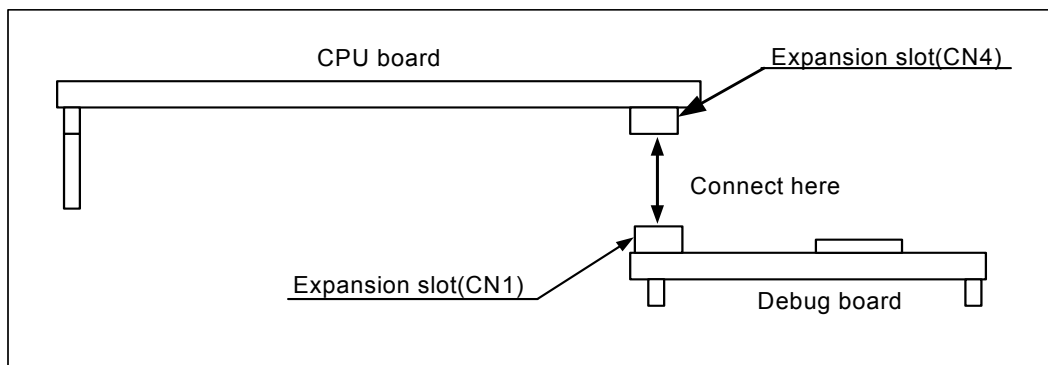 CPU board
Expansion slot(CN4)
Connect here
Expansion slot(CN1)
Debug board